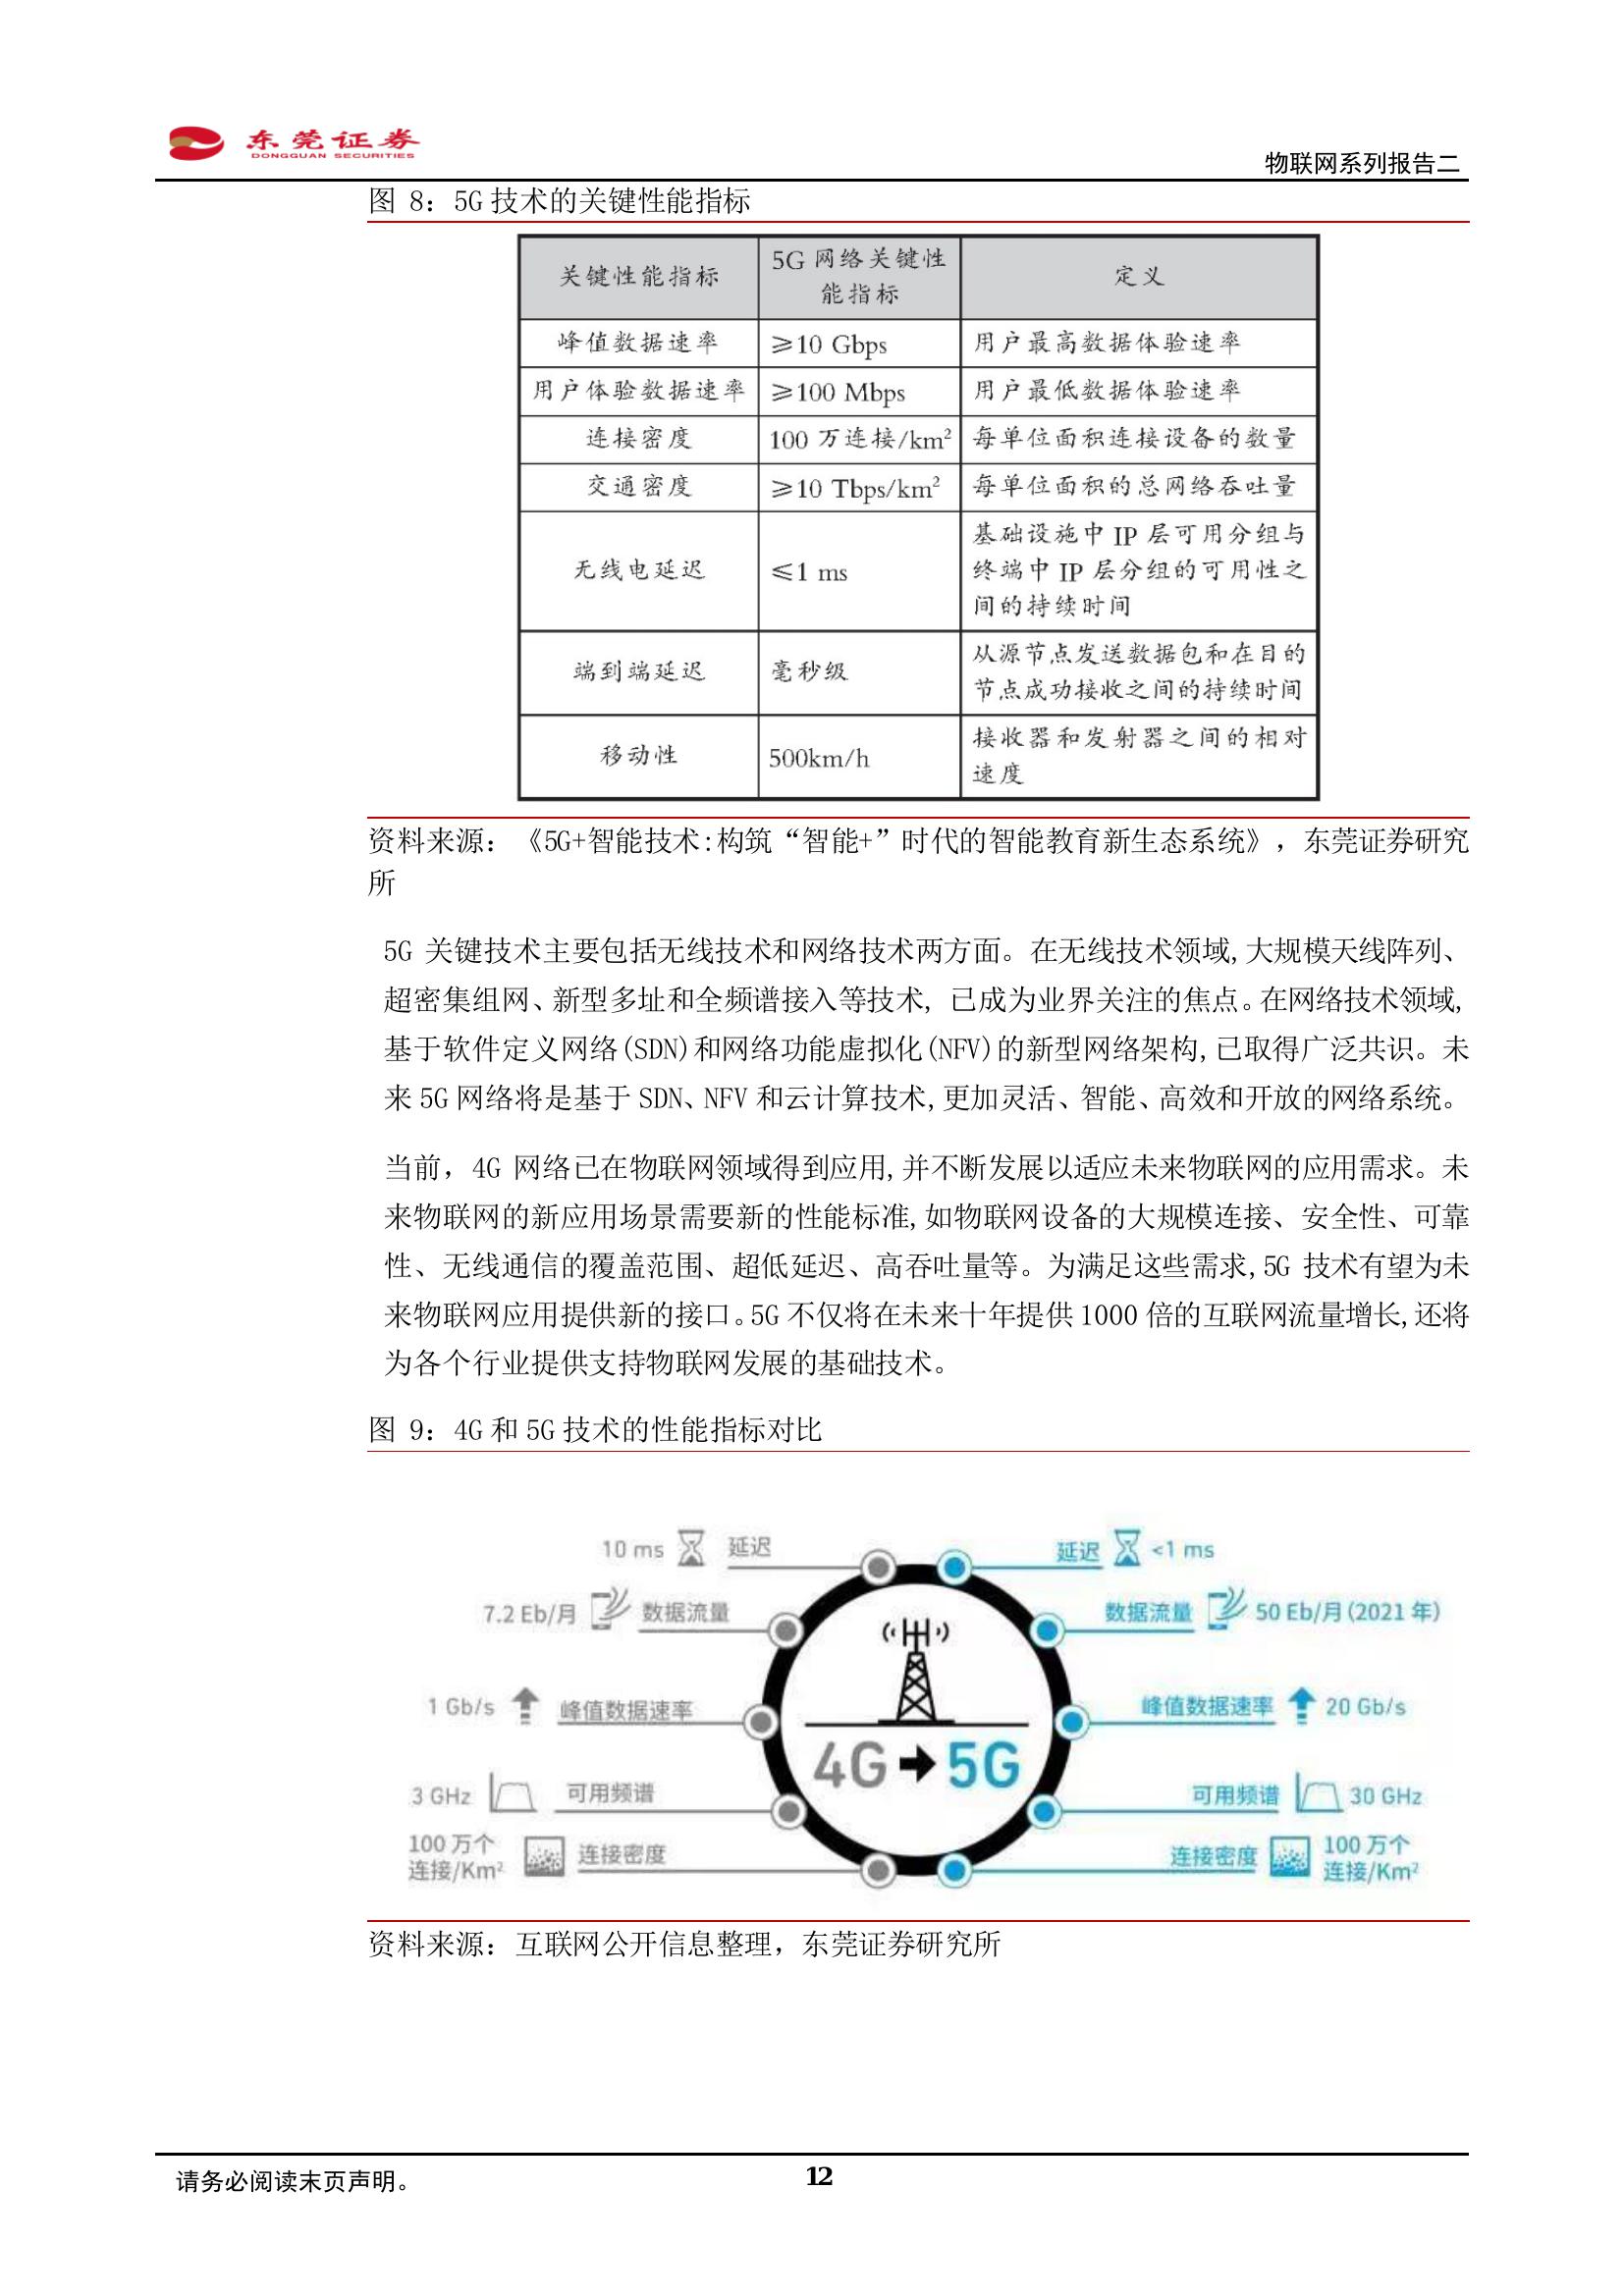 东莞证券
DONGGUAN SECURITIES
物联网系列报告二
图 8：5G 技术的关键性能指标
关键性能指标 5G 网络关键性能指标 定义
峰值数据速率 ≥10 Gbps 用户最高数据体验速率
用户体验数据速率 ≥100 Mbps 用户最低数据体验速率
连接密度 100 万连接/km² 每单位面积连接设备的数量
交通密度 ≥10 Tbps/km² 每单位面积的总网络吞吐量
无线电延迟 ≤1 ms 基础设施中 IP 层可用分组与
终端中 IP 层分组的可用性之
间的持续时间
端到端延迟 毫秒级 从源节点发送数据包和在目的
节点成功接收之间的持续时间
移动性 500km/h 接收器和发射器之间的相对
速度
资料来源：《5G+智能技术:构筑“智能+”时代的智能教育新生态系统》，东莞证券研究
所
5G 关键技术主要包括无线技术和网络技术两方面。在无线技术领域,大规模天线阵列、
超密集组网、新型多址和全频谱接入等技术, 已成为业界关注的焦点。在网络技术领域,
基于软件定义网络(SDN)和网络功能虚拟化(NFV)的新型网络架构,已取得广泛共识。未
来 5G 网络将是基于 SDN、NFV 和云计算技术,更加灵活、智能、高效和开放的网络系统。
当前，4G 网络已在物联网领域得到应用,并不断发展以适应未来物联网的应用需求。未
来物联网的新应用场景需要新的性能标准,如物联网设备的大规模连接、安全性、可靠
性、无线通信的覆盖范围、超低延迟、高吞吐量等。为满足这些需求,5G 技术有望为未
来物联网应用提供新的接口。5G 不仅将在未来十年提供 1000 倍的互联网流量增长,还将
为各个行业提供支持物联网发展的基础技术。
图 9：4G 和 5G 技术的性能指标对比
10 ms 延迟 延迟 <1 ms
7.2 Eb/月 数据流量 数据流量 50 Eb/月(2021 年)
1 Gb/s 峰值数据速率 峰值数据速率 20 Gb/s
4G 5G
3 GHz 可用频谱 可用频谱 30 GHz
100 万个
连接/Km² 连接密度 连接密度 100 万个
连接/Km²
资料来源：互联网公开信息整理，东莞证券研究所
请务必阅读末页声明。
12